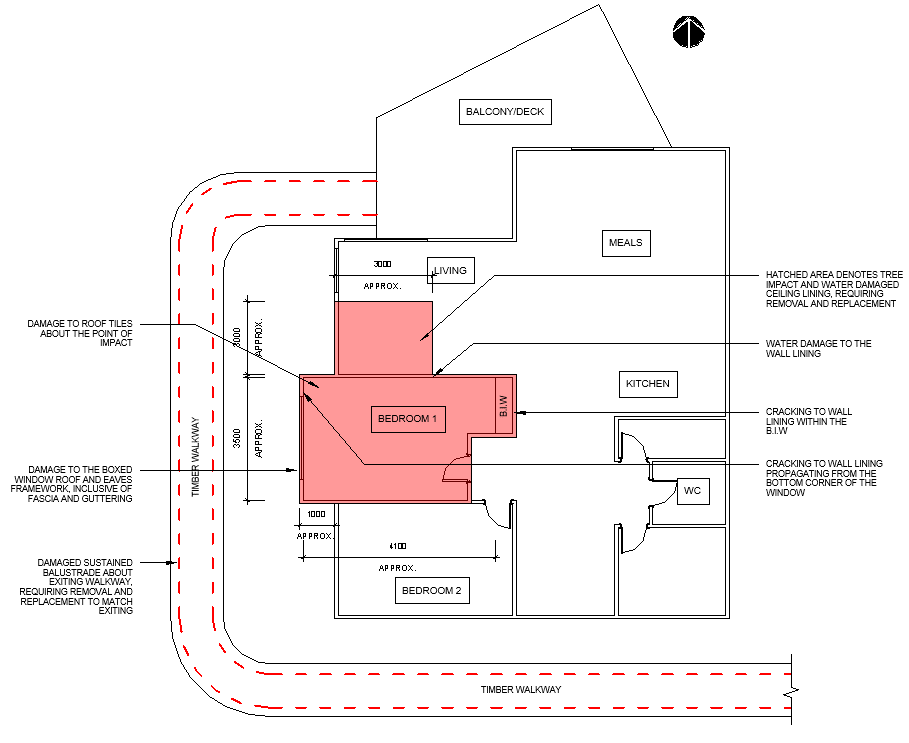 BALCONY/DECK
MEALS
LIVING
3000
APPROX.
HATCHED AREA DENOTES TREE
IMPACT AND WATER DAMAGED
CEILING LINING, REQUIRING
REMOVAL AND REPLACEMENT
DAMAGE TO ROOF TILES
ABOUT THE POINT OF
IMPACT
3000
APPROX.
WATER DAMAGE TO THE
WALL LINING
KITCHEN
BEDROOM 1
B.I.W
CRACKING TO WALL
LINING WITHIN THE
B.I.W
3500
APPROX.
TIMBER WALKWAY
DAMAGE TO THE BOXED
WINDOW ROOF AND EAVES
FRAMEWORK, INCLUSIVE OF
FASCIA AND GUTTERING
CRACKING TO WALL LINING
PROPAGATING FROM THE
BOTTOM CORNER OF THE
WINDOW
WC
1000
APPROX.
4100
APPROX.
DAMAGED SUSTAINED
BALUSTRADE ABOUT
EXITING WALKWAY,
REQUIRING REMOVAL AND
REPLACEMENT TO MATCH
EXITING
BEDROOM 2
TIMBER WALKWAY